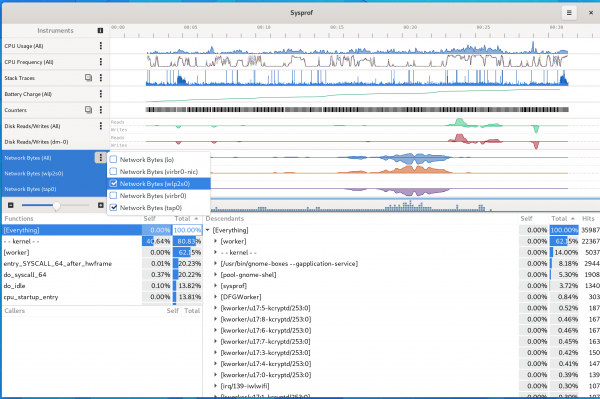 Sysprof
Instruments
00:00 00:05 00:10 00:15 00:20 00:25 00:30
CPU Usage (All)
CPU Frequency (All)
Stack Traces
Battery Charge (All)
Counters
Disk Reads/Writes (All) Reads
Writes
Disk Reads/Writes (dm-0) Reads
Writes
Network Bytes (All)
Network Bytes (wlp2s0)
Network Bytes (tap0)
Network Bytes (lo)
Network Bytes (virbr0-nic)
Network Bytes (wlp2s0)
Network Bytes (virbr0)
Network Bytes (tap0)
Functions Self Total
[Everything] 0.00% 100.00%
- - kernel - - 40.64% 80.83%
[worker] 0.00% 62.15%
entry_SYSCALL_64_after_hwframe 0.01% 20.23%
do_syscall_64 0.37% 20.22%
do_idle 0.10% 13.82%
cpu_startup_entry 0.00% 13.81%
Callers Self Total
Descendants Self Total Hits
[Everything] 0.00% 100.00% 35987
[worker] 0.00% 62.15% 22367
- - kernel - - 0.00% 14.00% 5037
[/usr/bin/gnome-boxes --gapplication-service] 0.00% 8.18% 2944
[pool-gnome-shel] 0.00% 5.30% 1908
[sysprof] 0.00% 3.72% 1340
[DFGWorker] 0.00% 0.84% 303
[kworker/u17:5-kcryptd/253:0] 0.00% 0.52% 187
[kworker/u17:8-kcryptd/253:0] 0.00% 0.46% 167
[kworker/u17:6-kcryptd/253:0] 0.00% 0.46% 167
[kworker/u17:7-kcryptd/253:0] 0.00% 0.45% 163
[kworker/u17:3-kcryptd/253:0] 0.00% 0.42% 150
[kworker/u17:4-kcryptd/253:0] 0.00% 0.41% 147
[kworker/u17:2-kcryptd/253:0] 0.00% 0.39% 139
[irq/139-iwlwifi] 0.00% 0.30% 109